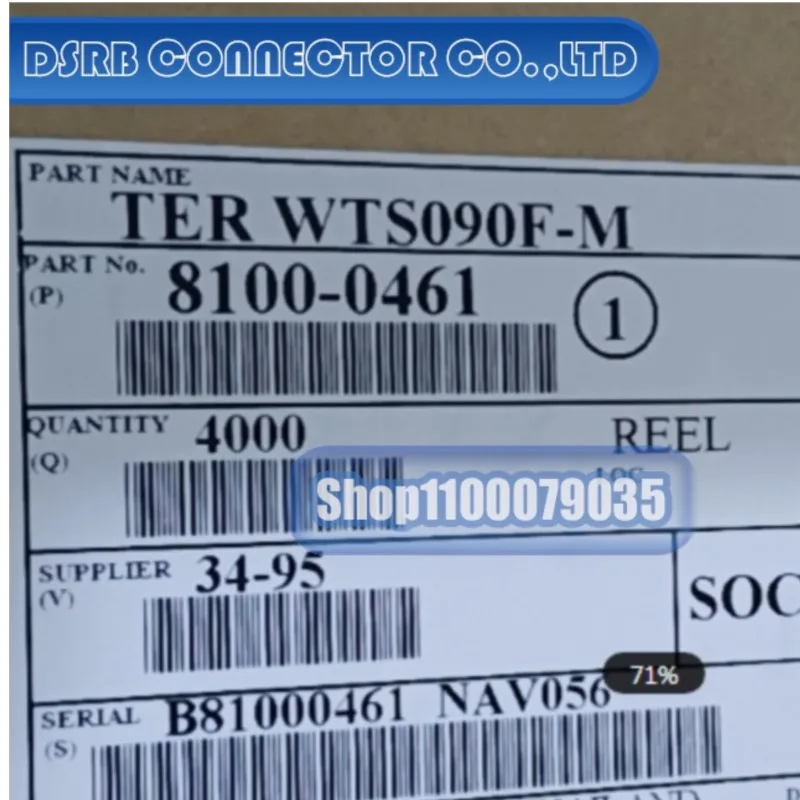 DSRB CONNECTOR CO.,LTD
PART NAME
TER WTS090F-M
PART No.
(P)
8100-0461
1
QUANTITY
(Q)
4000
REEL
Shop1100079035
SUPPLIER
(V)
34-95
SOC
71%
SERIAL
(S)
B81000461 NAV056